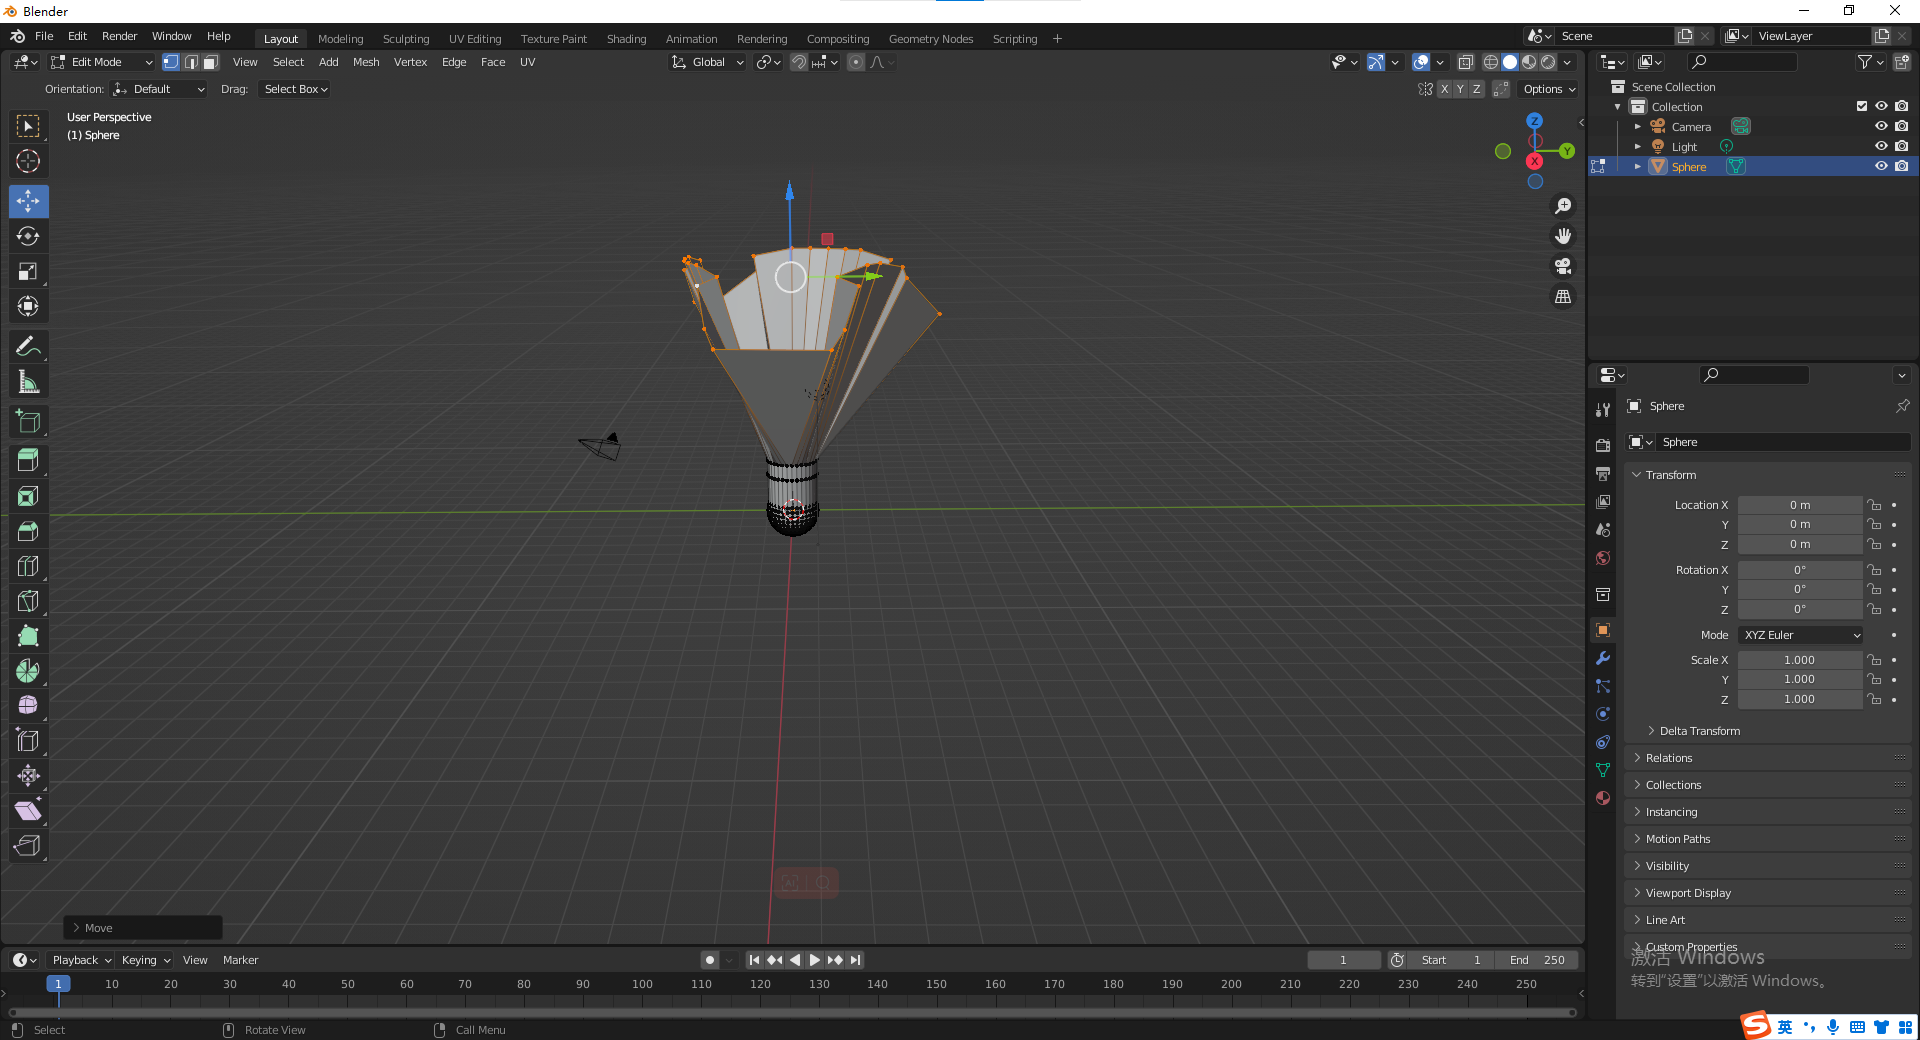 Blender
File Edit Render Window Help Layout Modeling Sculpting UV Editing Texture Paint Shading Animation Rendering Compositing Geometry Nodes Scripting + Scene ViewLayer
Edit Mode View Select Add Mesh Vertex Edge Face UV Global
Orientation: Default Drag: Select Box X Y Z Options
User Perspective
(1) Sphere
Z
Y
X
Scene Collection
Collection
Camera
Light
Sphere
Sphere
Sphere
Transform
Location X 0 m
Y 0 m
Z 0 m
Rotation X 0°
Y 0°
Z 0°
Mode XYZ Euler
Scale X 1.000
Y 1.000
Z 1.000
Delta Transform
Relations
Collections
Instancing
Motion Paths
Visibility
Viewport Display
Line Art
Custom Properties
激活 Windows
转到“设置”以激活 Windows。
Move
Playback Keying View Marker 1 Start 1 End 250
1 10 20 30 40 50 60 70 80 90 100 110 120 130 140 150 160 170 180 190 200 210 220 230 240 250
Select Rotate View Call Menu
英